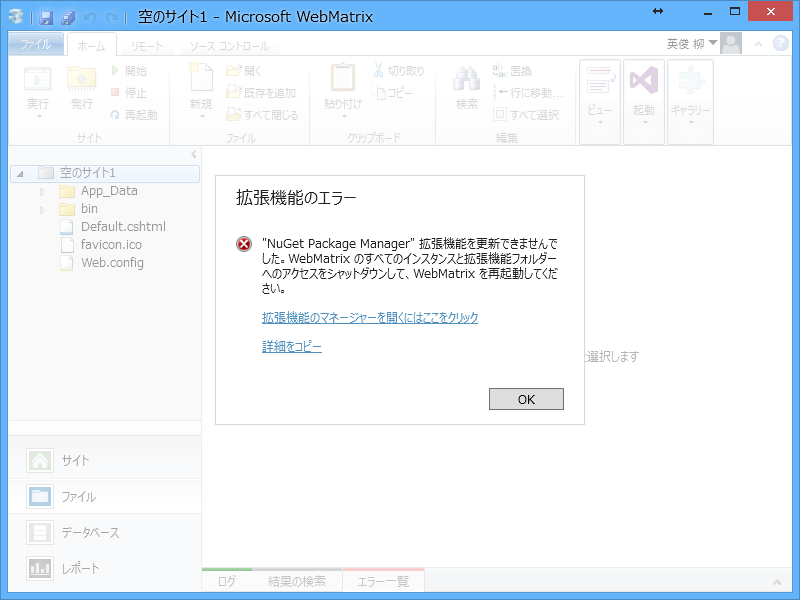 空のサイト1 - Microsoft WebMatrix
ファイル
ホーム
リモート
ソース コントロール
英俊 柳
実行
発行
開始
停止
再起動
サイト
新規
開く
既存を追加
すべて閉じる
ファイル
貼り付け
切り取り
コピー
クリップボード
検索
置換
行に移動...
すべて選択
編集
ビュー
起動
ギャラリー
空のサイト1
App_Data
bin
Default.cshtml
favicon.ico
Web.config
拡張機能のエラー
"NuGet Package Manager" 拡張機能を更新できませんで
した。WebMatrix のすべてのインスタンスと拡張機能フォルダー
へのアクセスをシャットダウンして、WebMatrix を再起動してくだ
さい。
拡張機能のマネージャーを開くにはここをクリック
詳細をコピー
OK
選択します
サイト
ファイル
データベース
レポート
ログ
結果の検索
エラー一覧